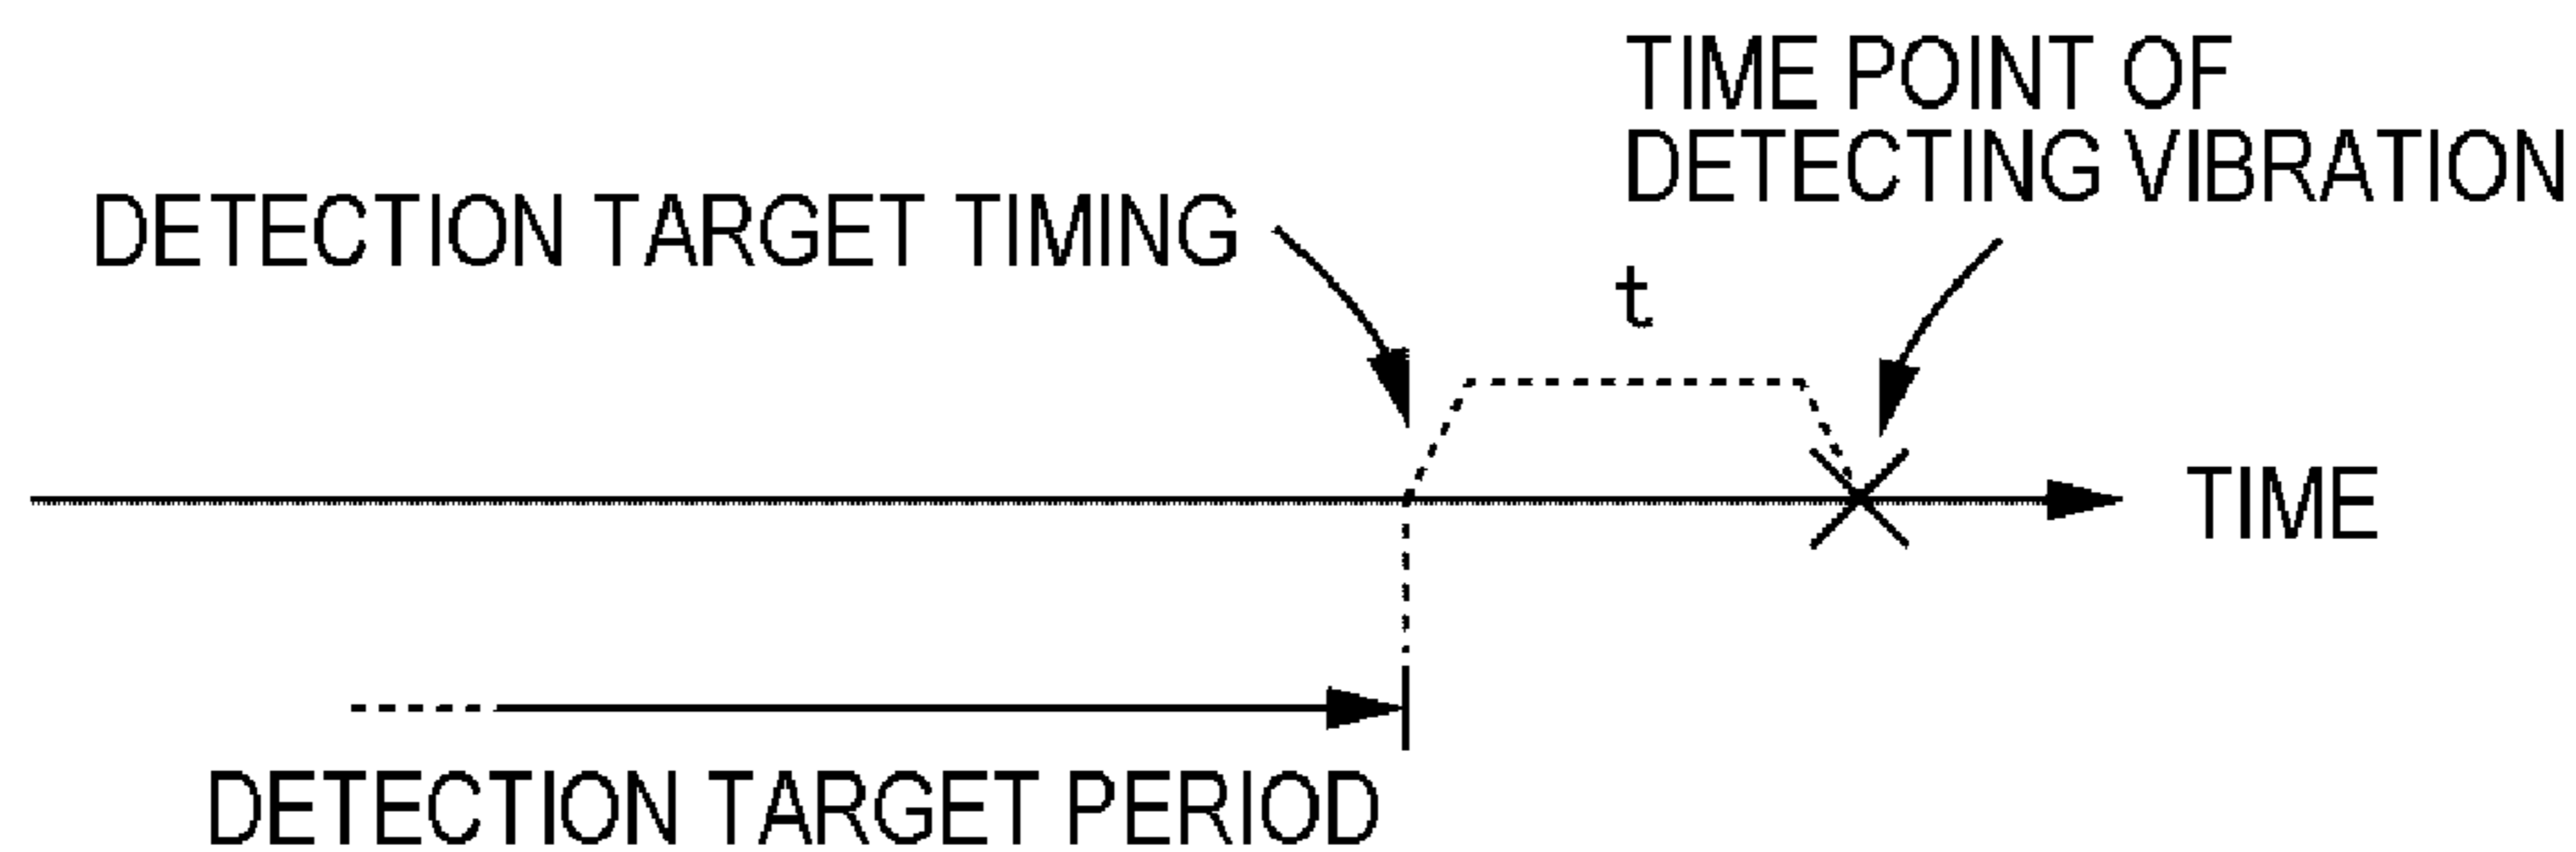 TIME POINT OF
DETECTING VIBRATION
DETECTION TARGET TIMING
t
TIME
DETECTION TARGET PERIOD